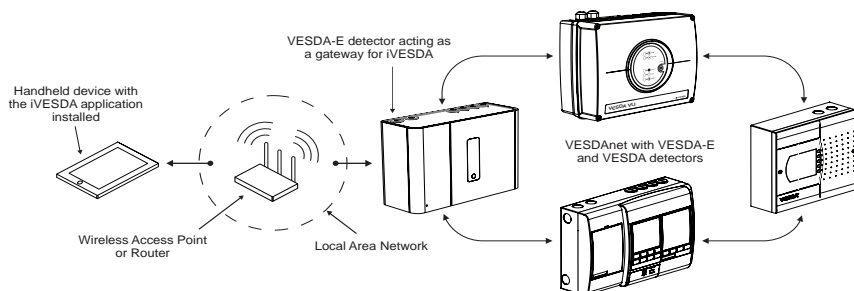 VESDA-E detector acting as
a gateway for iVESDA
Handheld device with
the iVESDA application
installed
VESDAnet with VESDA-E
and VESDA detectors
Wireless Access Point
or Router
Local Area Network
VESDA VLI
VESDA